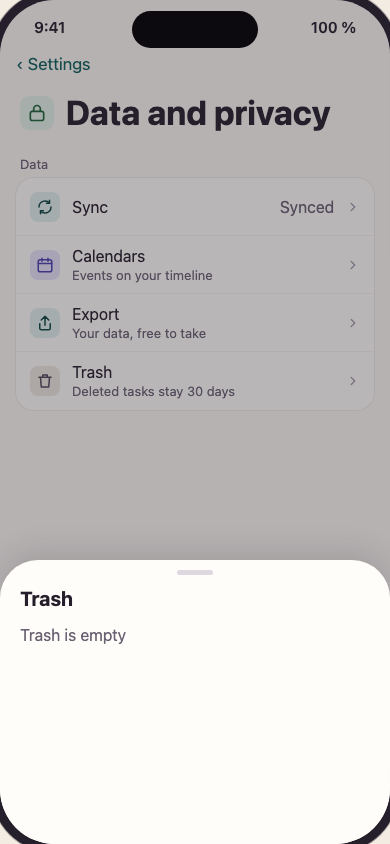 9:41
100 %
‹ Settings
Data and privacy
Data
Sync
Synced
Calendars
Events on your timeline
Export
Your data, free to take
Trash
Deleted tasks stay 30 days
Trash
Trash is empty